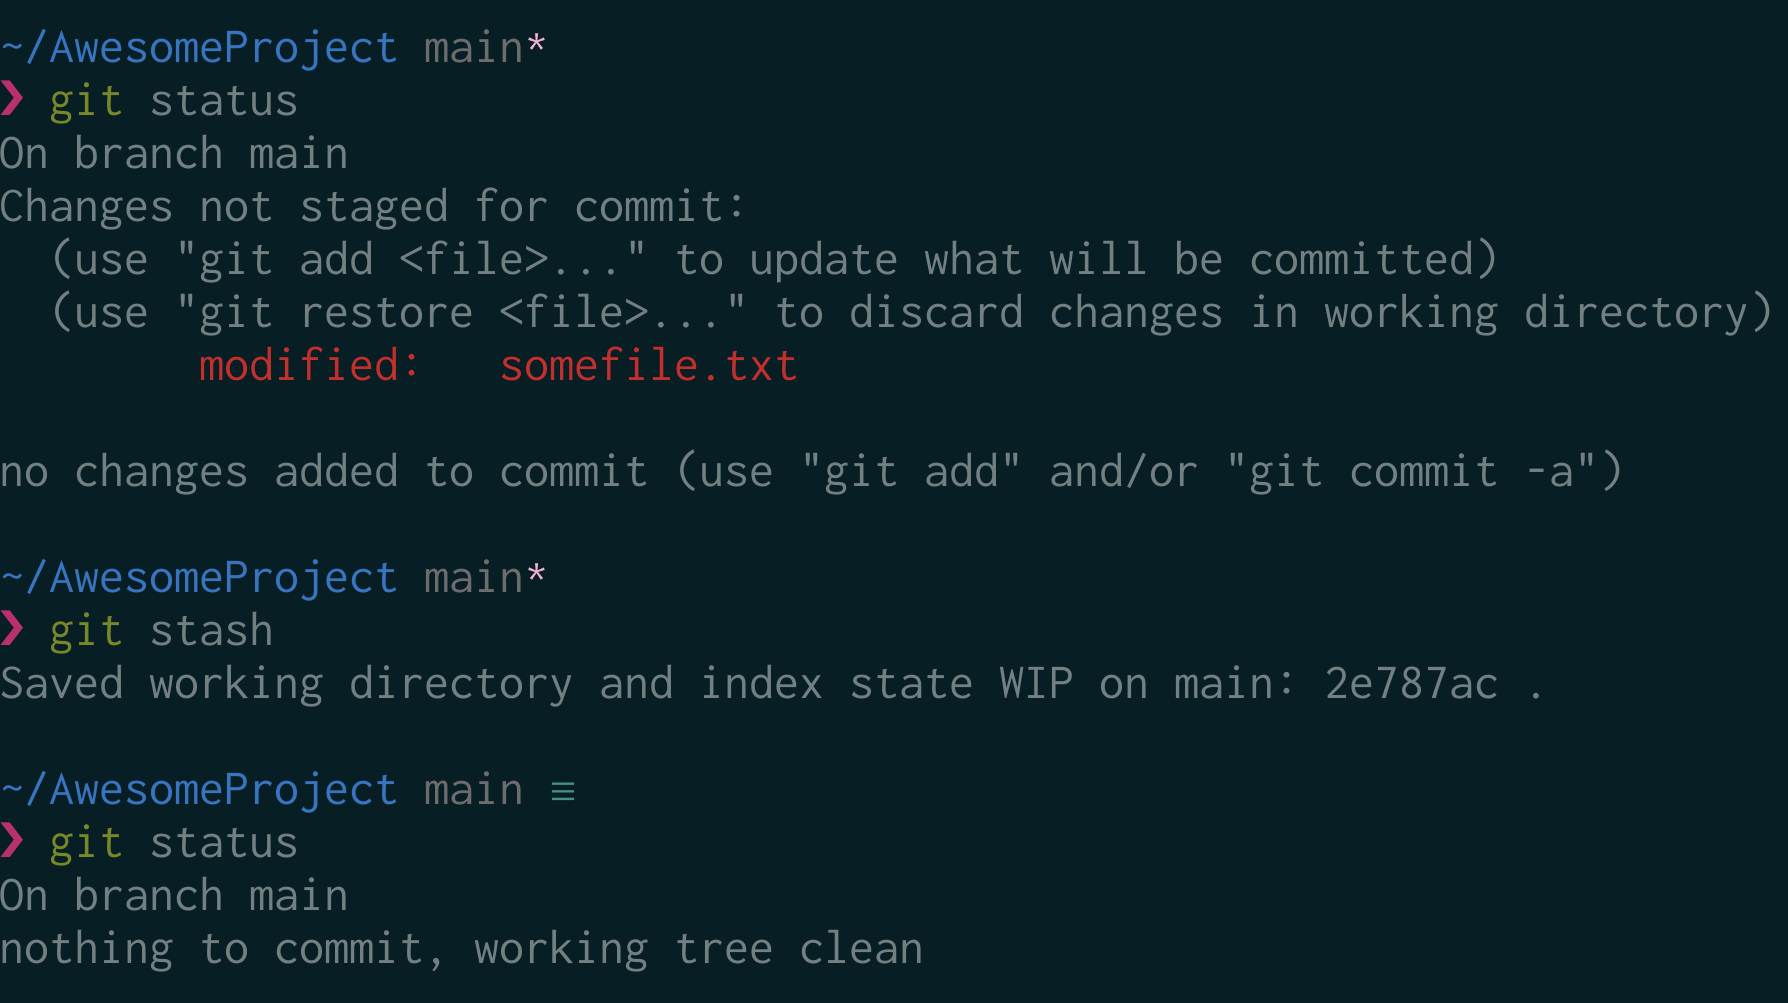 ~/AwesomeProject main*
❯ git status
On branch main
Changes not staged for commit:
  (use "git add <file>..." to update what will be committed)
  (use "git restore <file>..." to discard changes in working directory)
        modified:   somefile.txt

no changes added to commit (use "git add" and/or "git commit -a")

~/AwesomeProject main*
❯ git stash
Saved working directory and index state WIP on main: 2e787ac .

~/AwesomeProject main ≡
❯ git status
On branch main
nothing to commit, working tree clean